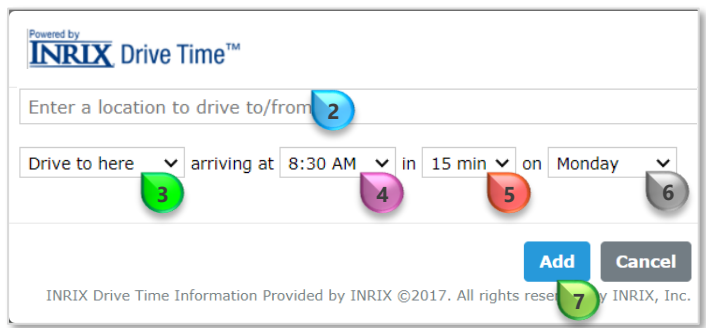 Powered by
INRIX Drive Time™
Enter a location to drive to/from 2
Drive to here arriving at 8:30 AM in 15 min on Monday
3 4 5 6
Add Cancel
INRIX Drive Time Information Provided by INRIX ©2017. All rights rese y INRIX, Inc.
7